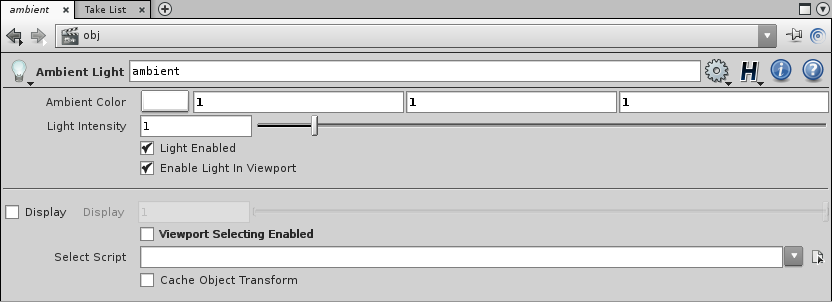 ambient Take List
obj
Ambient Light ambient H i ?
Ambient Color 1 1 1
Light Intensity 1
Light Enabled
Enable Light In Viewport
Display Display 1
Viewport Selecting Enabled
Select Script
Cache Object Transform